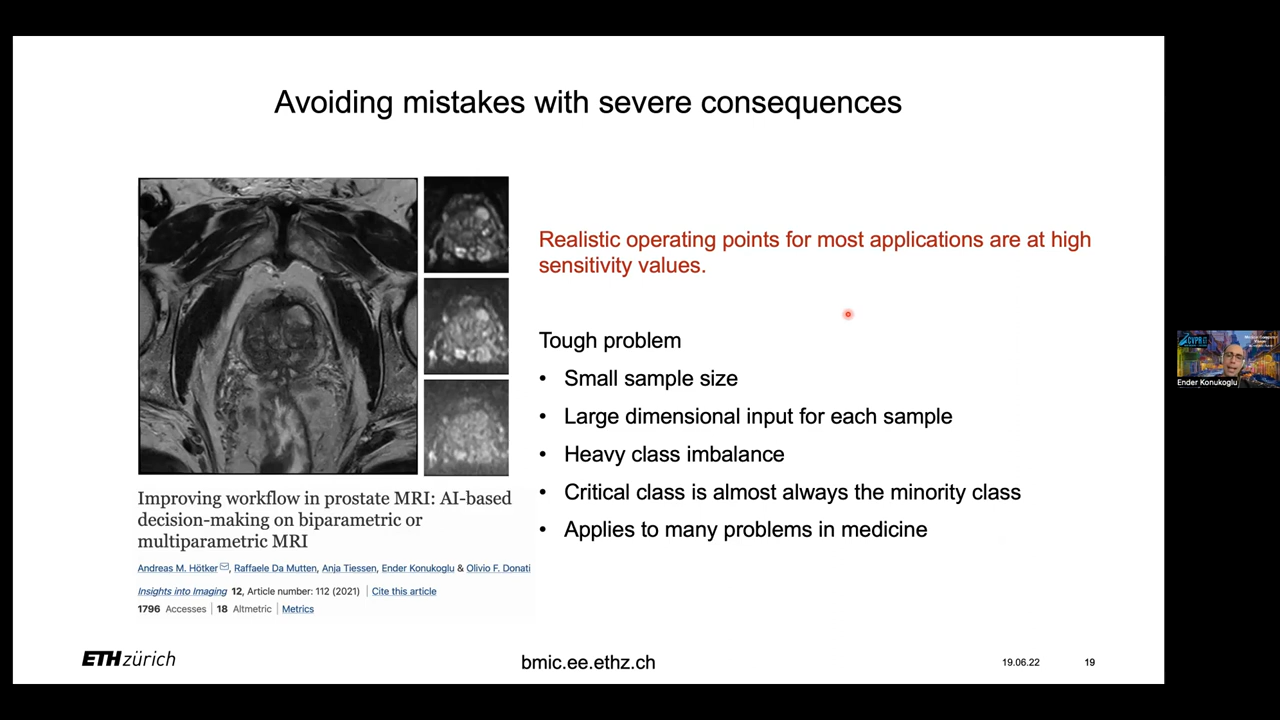 Avoiding mistakes with severe consequences
Realistic operating points for most applications are at high
sensitivity values.
Tough problem
• Small sample size
• Large dimensional input for each sample
• Heavy class imbalance
• Critical class is almost always the minority class
• Applies to many problems in medicine
Improving workflow in prostate MRI: AI-based
decision-making on biparametric or
multiparametric MRI
Andreas M. Hötker, Raffaele Da Mutten, Anja Tiessen, Ender Konukoglu & Olivio F. Donati
Insights into Imaging 12, Article number: 112 (2021) | Cite this article
1796 Accesses | 18 Altmetric | Metrics
ETH zürich
bmic.ee.ethz.ch
19.06.22
19
CVPR
Ender Konukoglu